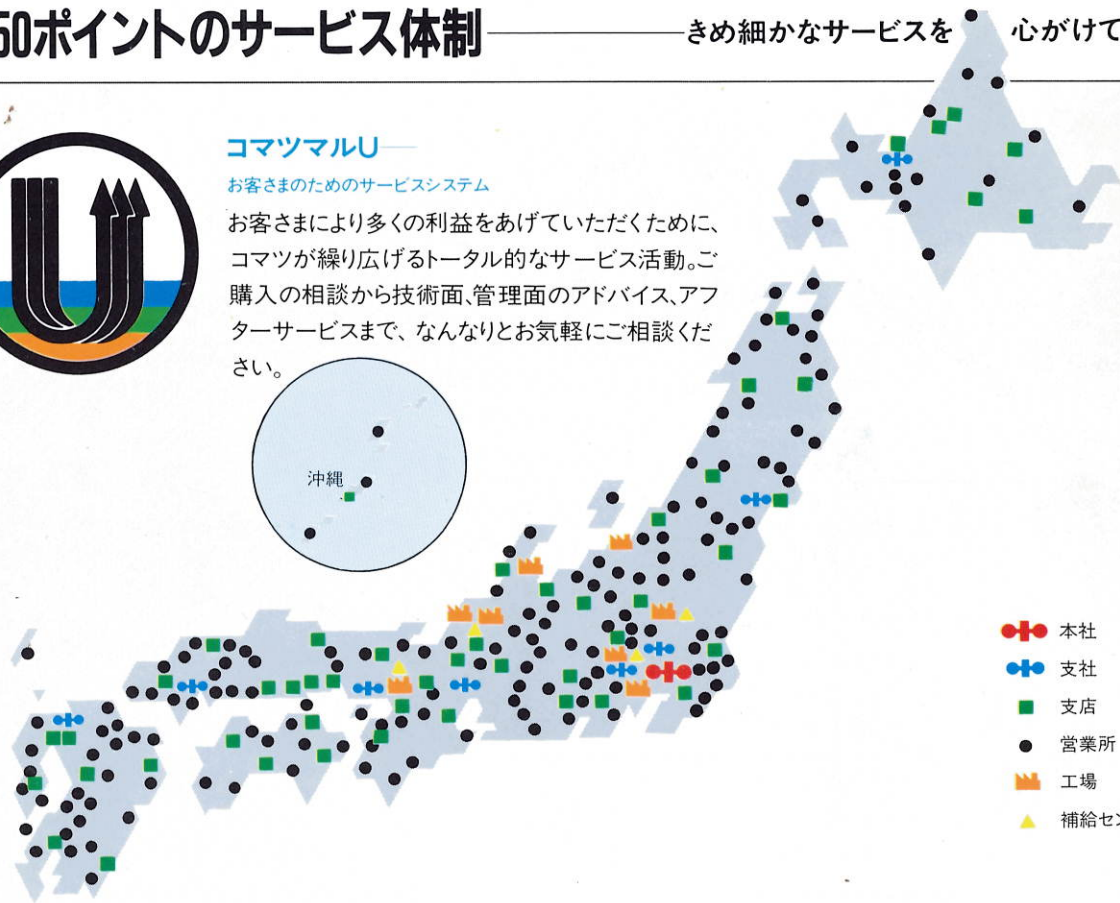 50ポイントのサービス体制
きめ細かなサービスを 心がけて
コマツマルU
お客さまのためのサービスシステム
お客さまにより多くの利益をあげていただくために、
コマツが繰り広げるトータル的なサービス活動。ご
購入の相談から技術面、管理面のアドバイス、アフ
ターサービスまで、なんなりとお気軽にご相談くだ
さい。
沖縄
本社
支社
支店
営業所
工場
補給セン